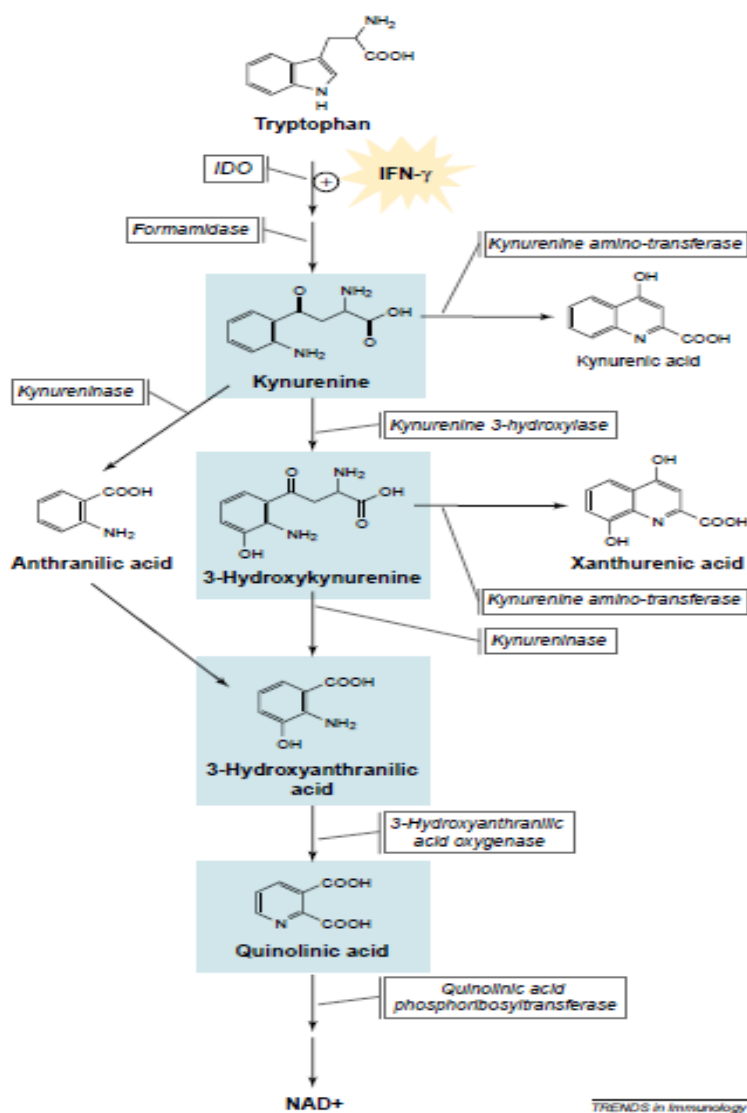 NH2
COOH
N
H
Tryptophan
IDO
+
IFN-γ
Formamidase
Kynurenine amino-transferase
O
NH2
OH
O
NH2
Kynurenine
OH
N
COOH
Kynurenic acid
Kynureninase
Kynurenine 3-hydroxylase
COOH
NH2
Anthranilic acid
O
NH2
OH
O
NH2
OH
3-Hydroxykynurenine
OH
N
COOH
OH
Xanthurenic acid
Kynurenine amino-transferase
Kynureninase
COOH
NH2
OH
3-Hydroxyanthranilic
acid
3-Hydroxyanthranilic
acid oxygenase
COOH
N
COOH
Quinolinic acid
Quinolinic acid
phosphoribosyltransferase
NAD+
TRENDS in Immunology